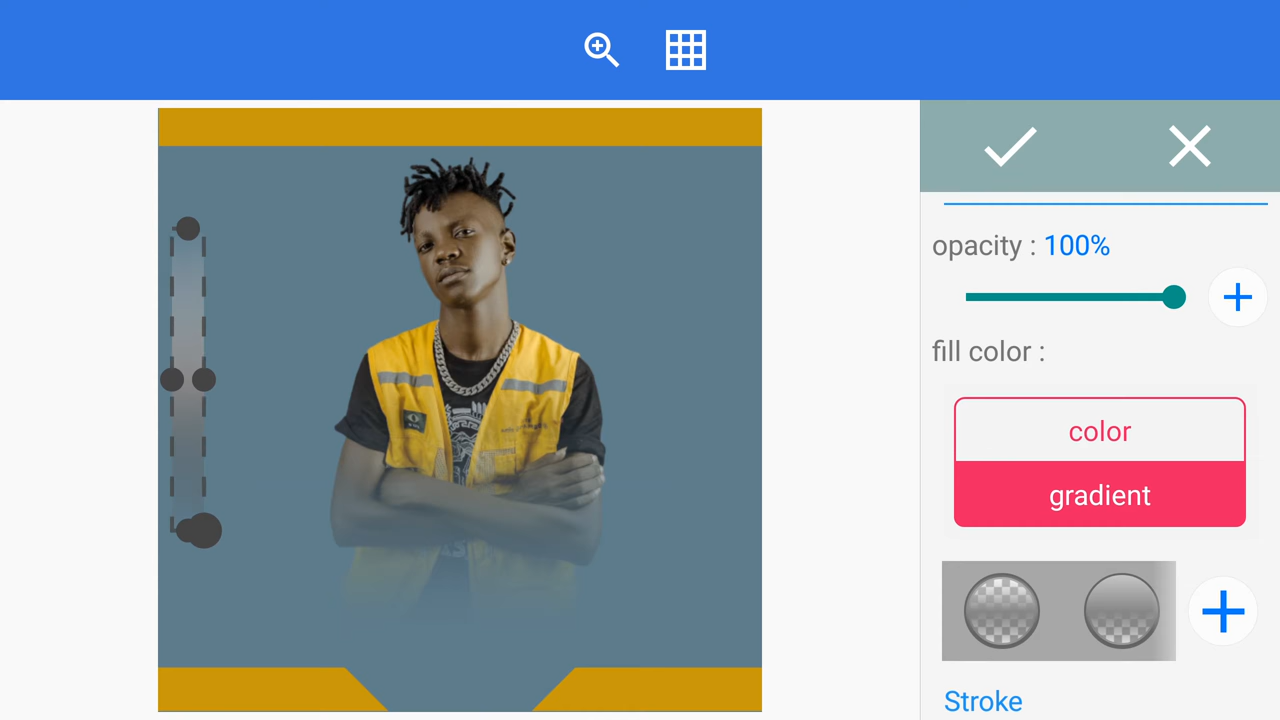 opacity : 100%
fill color :
color
gradient
Stroke